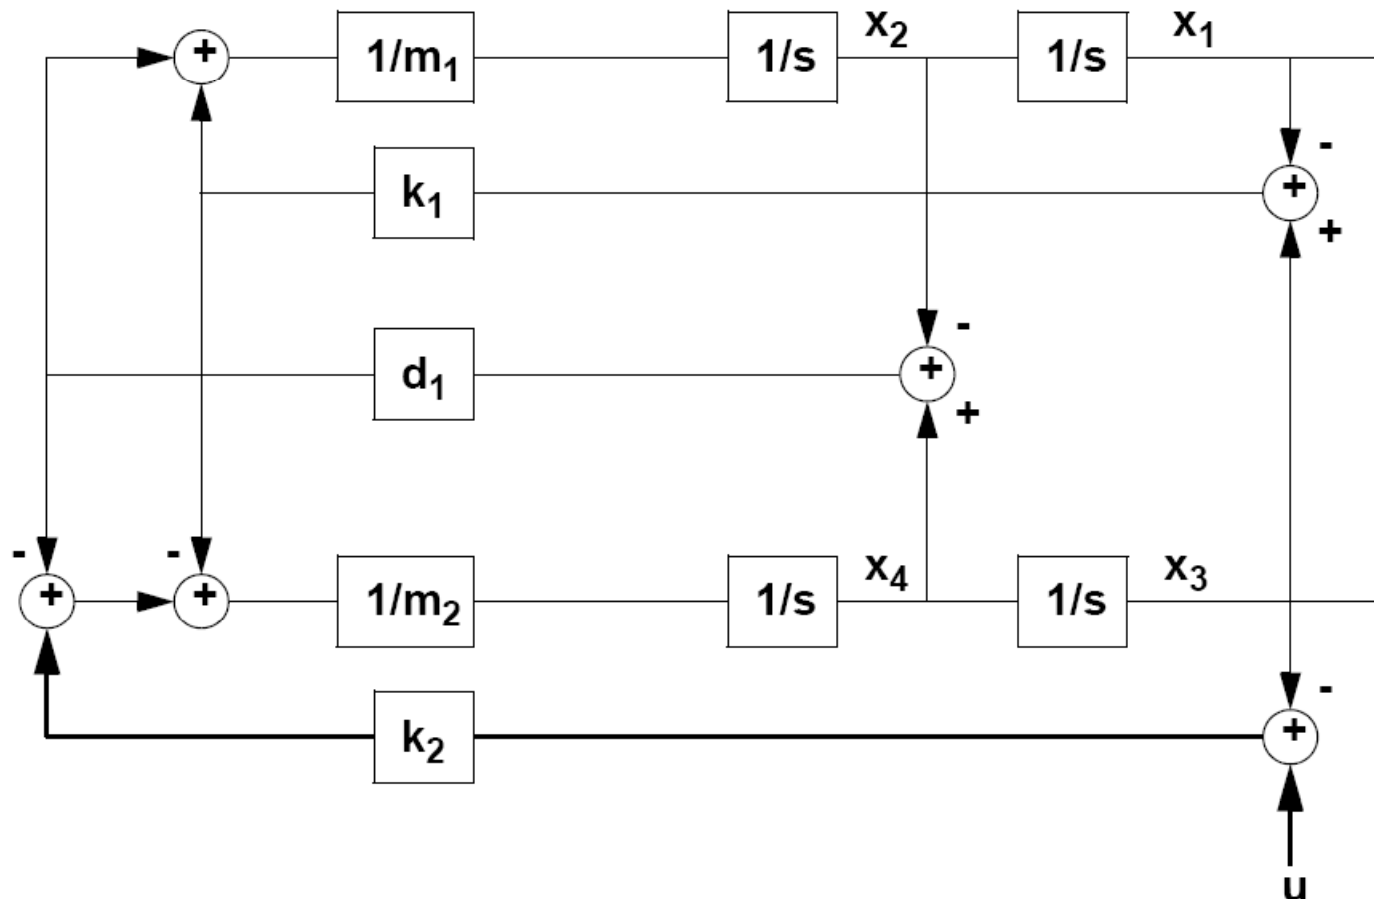 x2 x1
+ 1/m1 1/s 1/s
-
k1 +
+
-
d1 +
+
x4 x3
- -
+ + 1/m2 1/s 1/s
-
k2 +
u